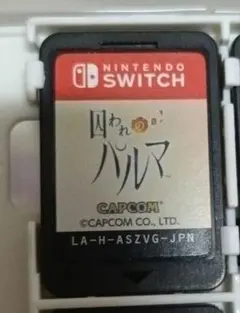 NINTENDO
SWITCH
囚われの
パルマ
CAPCOM
©CAPCOM CO., LTD.
LA-H-ASZVG-JPN